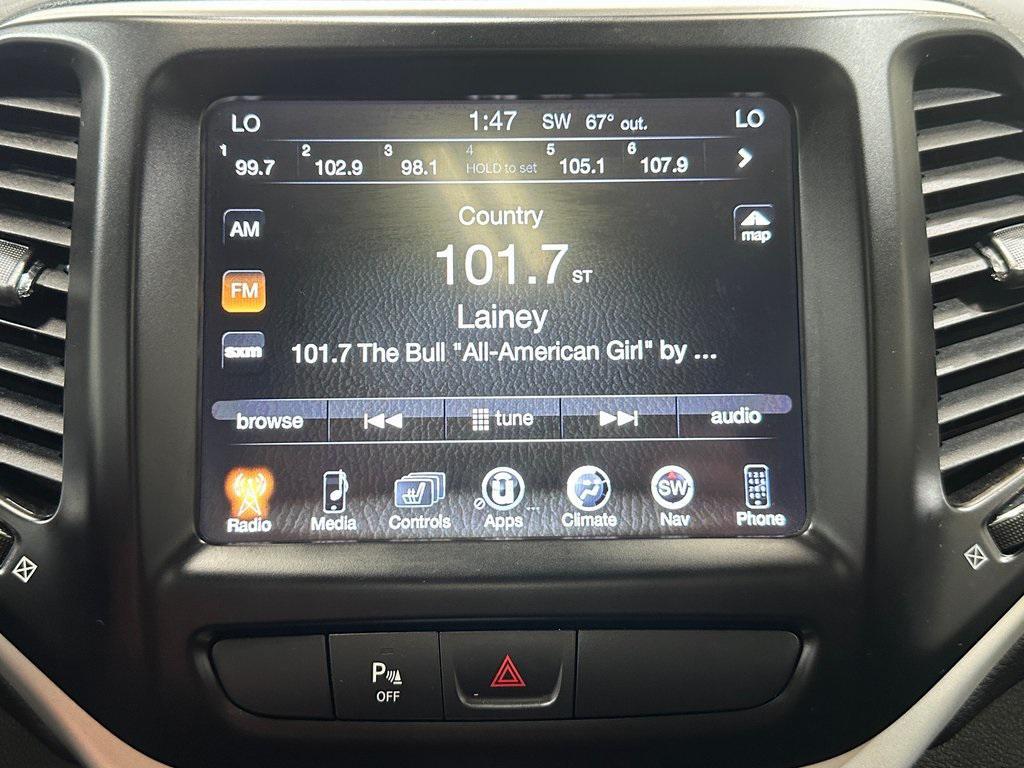 LO 1:47 SW 67° out. LO
1 99.7 2 102.9 3 98.1 4 HOLD to set 5 105.1 6 107.9
Country
AM
map
101.7 ST
FM
Lainey
sxm
101.7 The Bull "All-American Girl" by ...
browse tune audio
SW
Radio Media Controls Apps ... Climate Nav Phone
P
OFF